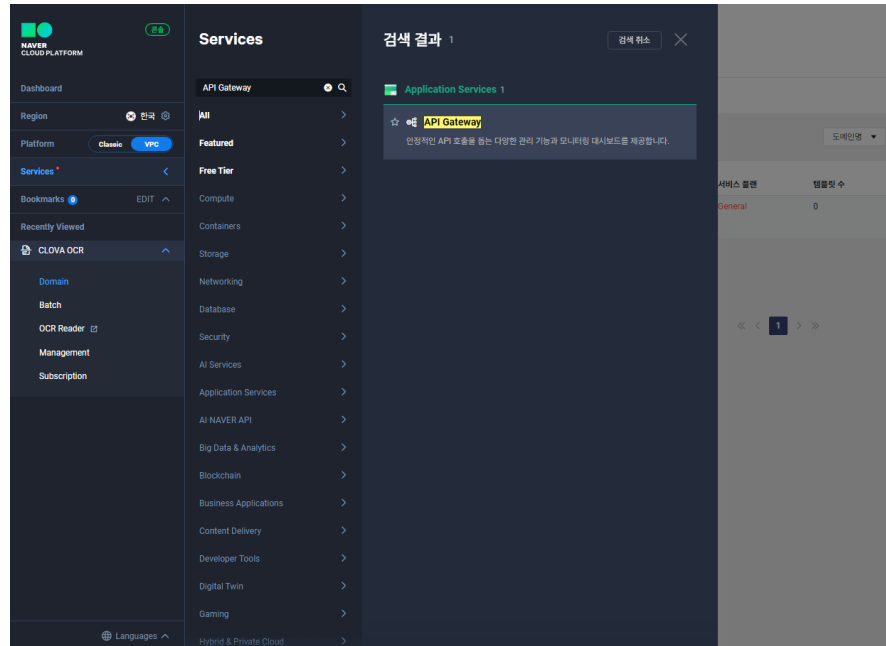 NAVER
CLOUD PLATFORM
콘솔
Dashboard
Region
한국
Platform
Classic
VPC
Services
Bookmarks 0
EDIT
Recently Viewed
CLOVA OCR
Domain
Batch
OCR Reader
Management
Subscription
Languages
Services
API Gateway
All
Featured
Free Tier
Compute
Containers
Storage
Networking
Database
Security
AI Services
Application Services
AI·NAVER API
Big Data & Analytics
Blockchain
Business Applications
Content Delivery
Developer Tools
Digital Twin
Gaming
Hybrid & Private Cloud
검색 결과 1
검색 취소
Application Services 1
API Gateway
안정적인 API 호출을 돕는 다양한 관리 기능과 모니터링 대시보드를 제공합니다.
도메인명
서비스 플랜
템플릿 수
General
0
1